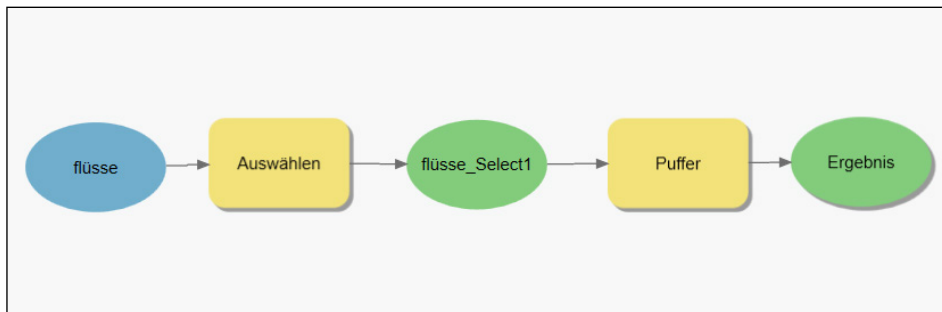 flüsse
Auswählen
flüsse_Select1
Puffer
Ergebnis